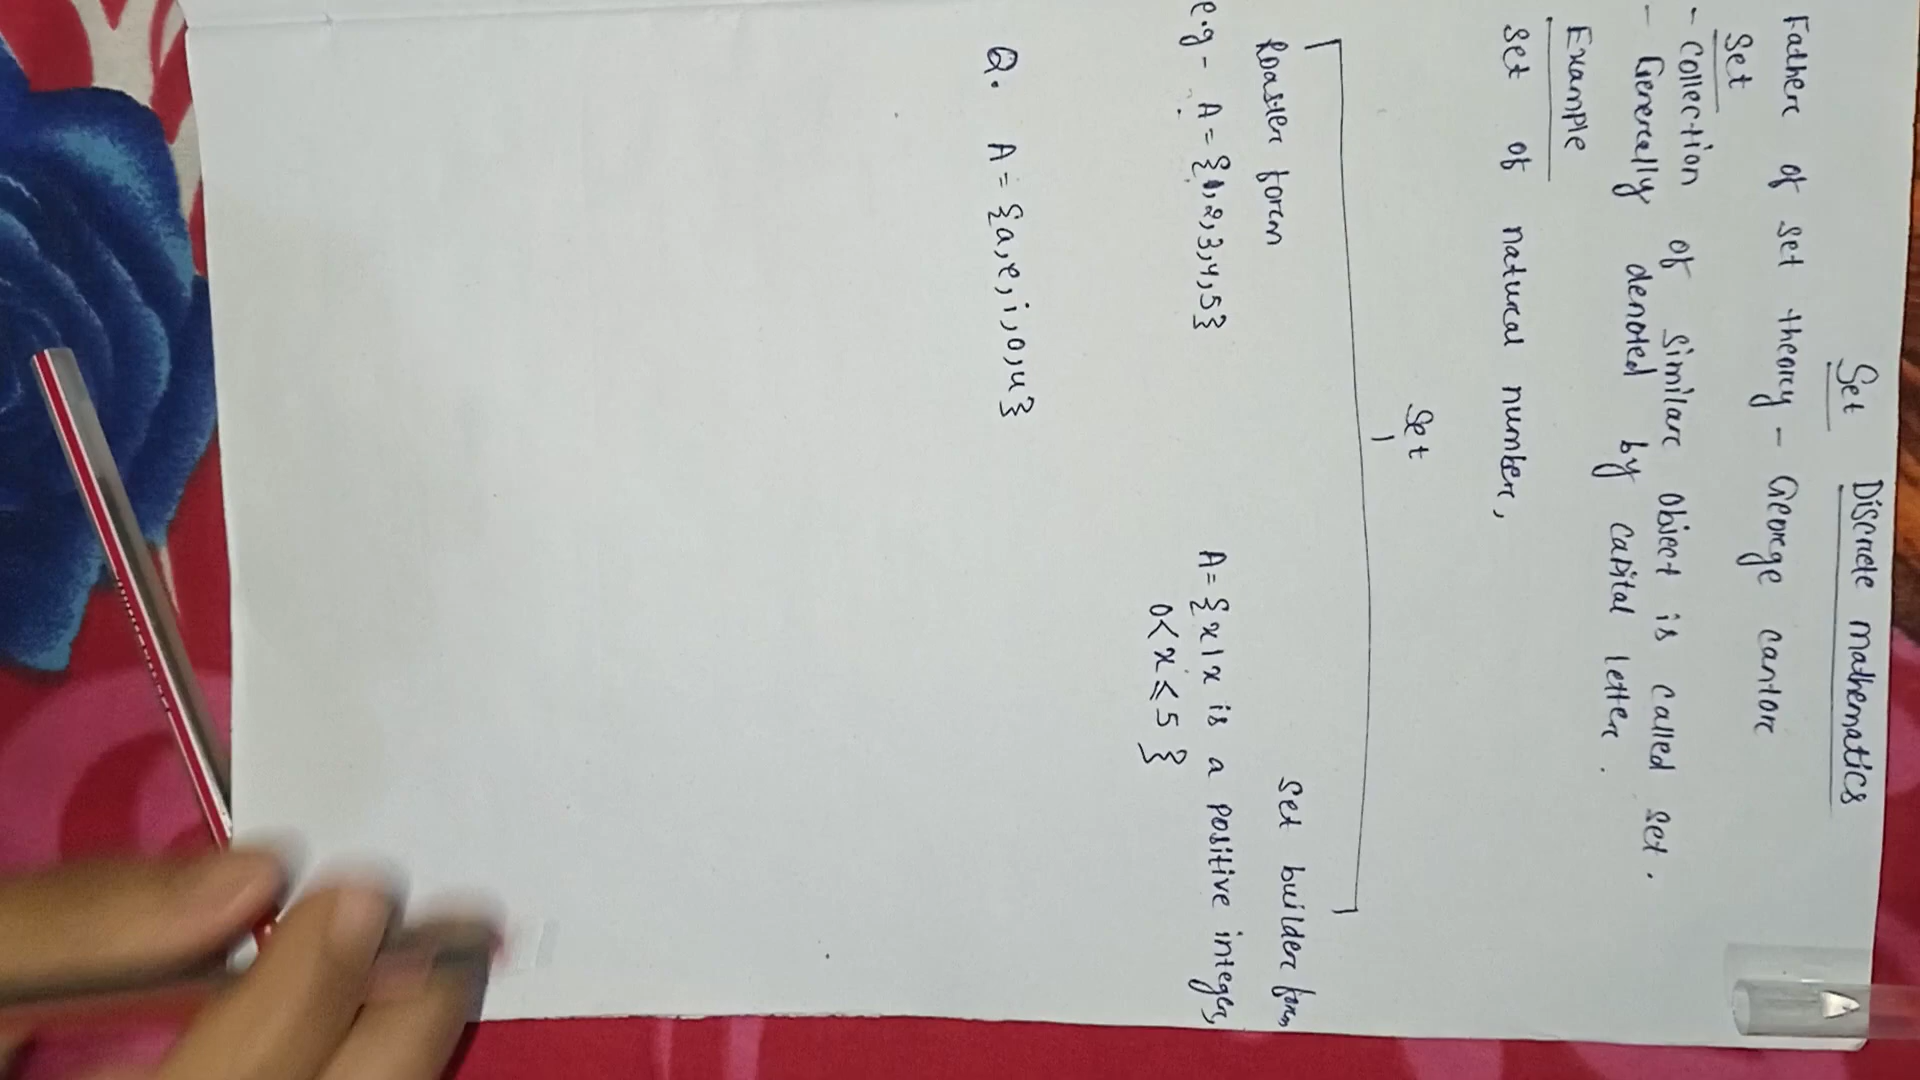 Set Discrete mathematics
Father of set theory - George cantor
Set
- Collection of similar object is called set.
- Generally denoted by capital letter.
Example
Set of natural number,
Set
Roaster form Set builder form
e.g - A = {1, 2, 3, 4, 5} A = {x | x is a positive integer,
0 < x ≤ 5 }
Q. A = {a, e, i, o, u}